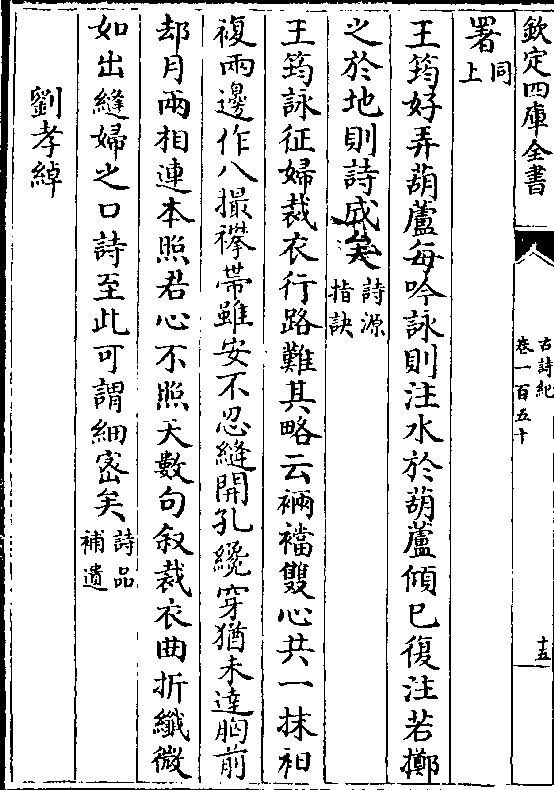 欽定四庫全書
古詩紀
卷一百五十
十五
署同上
王筠好弄葫蘆每吟詠則注水於葫蘆傾已復注若擲
之於地則詩成矣詩源指訣
王筠詠征婦裁衣行路難其略云裲襠雙心共一抹袙
複兩邊作八撮襻帶雖安不忍縫開孔纔穿猶未達胸前
却月兩相連本照君心不照天數句叙裁衣曲折纖微
如出縫婦之口詩至此可謂細宻矣詩品補遺
劉孝綽